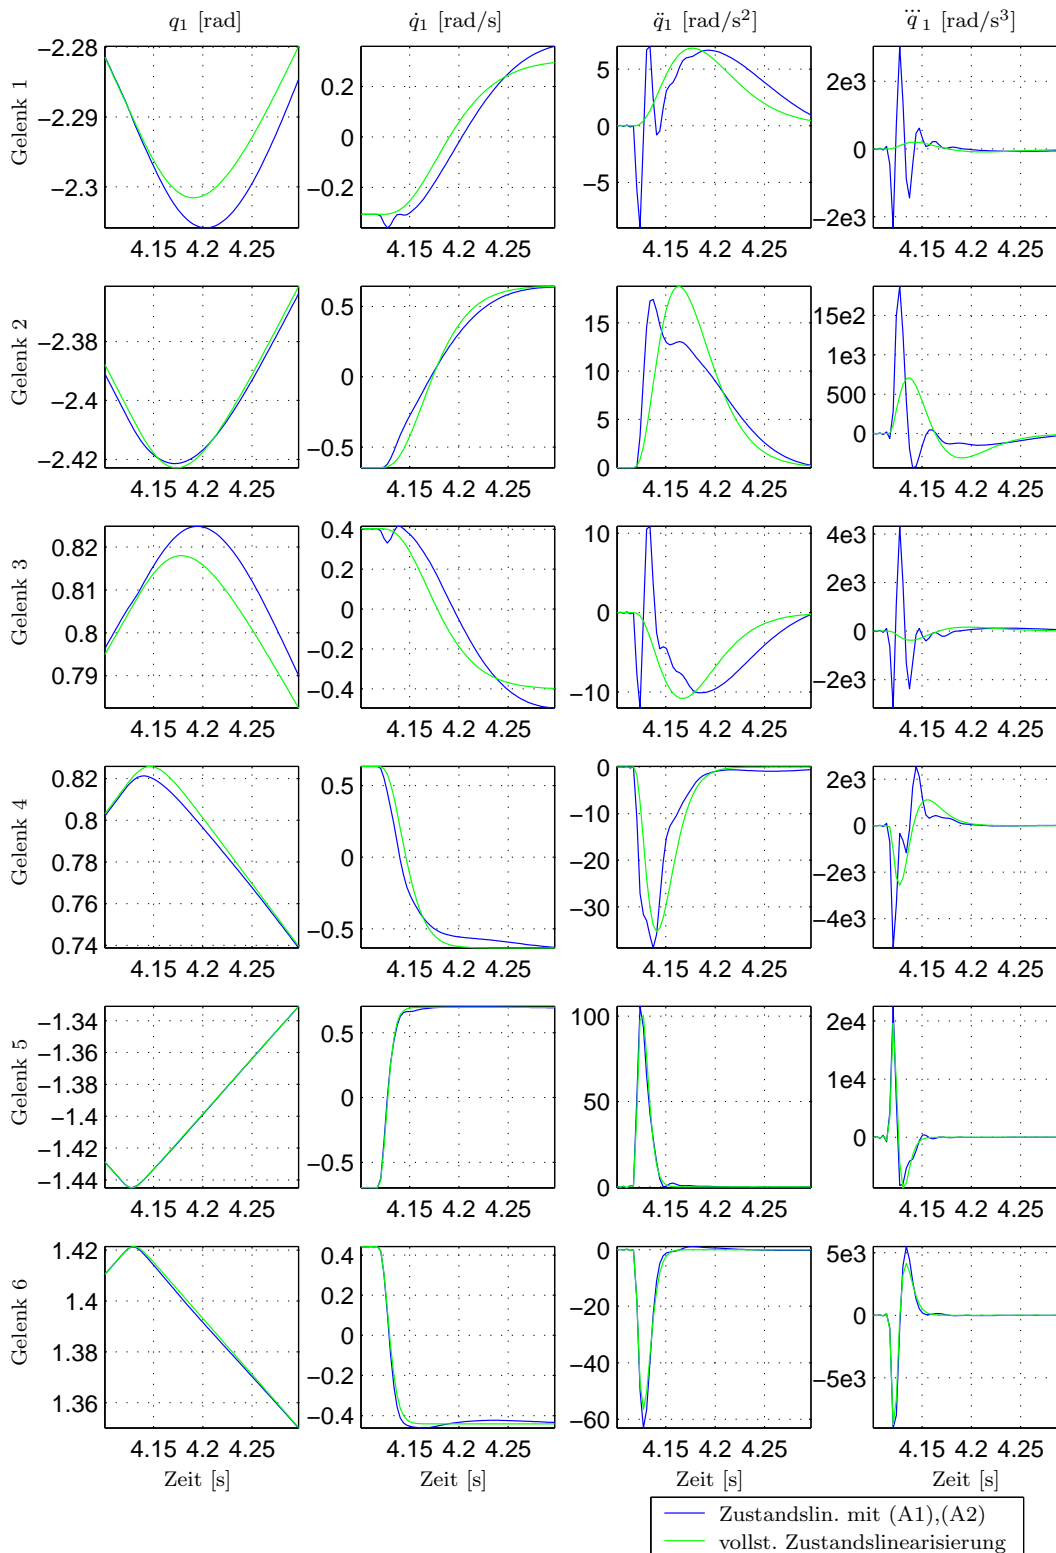 q₁ [rad] q̇₁ [rad/s] q̈₁ [rad/s²] q⃛₁ [rad/s³]
Gelenk 1
−2.28 −2.29 −2.3
4.15 4.2 4.25
0.2 0 −0.2
4.15 4.2 4.25
5 0 −5
4.15 4.2 4.25
2e3 0 −2e3
4.15 4.2 4.25
Gelenk 2
−2.38 −2.4 −2.42
4.15 4.2 4.25
0.5 0 −0.5
4.15 4.2 4.25
15 10 5 0
4.15 4.2 4.25
15e2 1e3 500 0
4.15 4.2 4.25
Gelenk 3
0.82 0.81 0.8 0.79
4.15 4.2 4.25
0.4 0.2 0 −0.2 −0.4
4.15 4.2 4.25
10 0 −10
4.15 4.2 4.25
4e3 2e3 0 −2e3
4.15 4.2 4.25
Gelenk 4
0.82 0.8 0.78 0.76 0.74
4.15 4.2 4.25
0.5 0 −0.5
4.15 4.2 4.25
0 −10 −20 −30
4.15 4.2 4.25
2e3 0 −2e3 −4e3
4.15 4.2 4.25
Gelenk 5
−1.34 −1.36 −1.38 −1.4 −1.42 −1.44
4.15 4.2 4.25
0.5 0 −0.5
4.15 4.2 4.25
100 50 0
4.15 4.2 4.25
2e4 1e4 0
4.15 4.2 4.25
Gelenk 6
1.42 1.4 1.38 1.36
4.15 4.2 4.25
0.4 0.2 0 −0.2 −0.4
4.15 4.2 4.25
0 −20 −40 −60
4.15 4.2 4.25
5e3 0 −5e3
4.15 4.2 4.25
Zeit [s] Zeit [s] Zeit [s] Zeit [s]
Zustandslin. mit (A1),(A2)
vollst. Zustandslinearisierung